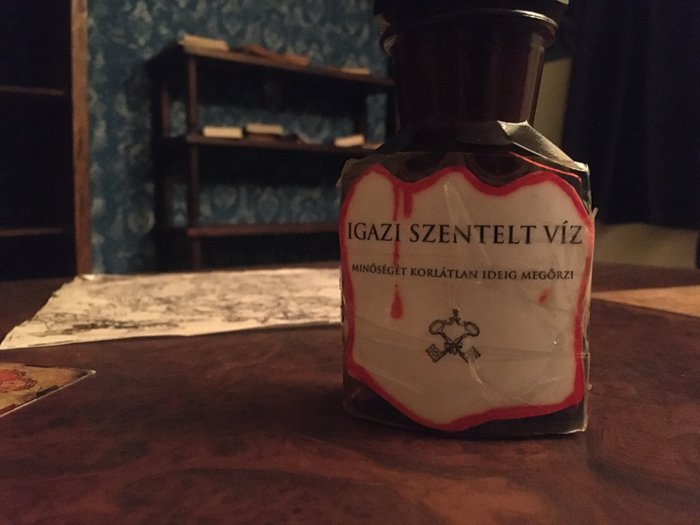 IGAZI SZENTELT VÍZ
MINŐSÉGÉT KORLÁTLAN IDEIG MEGŐRZI